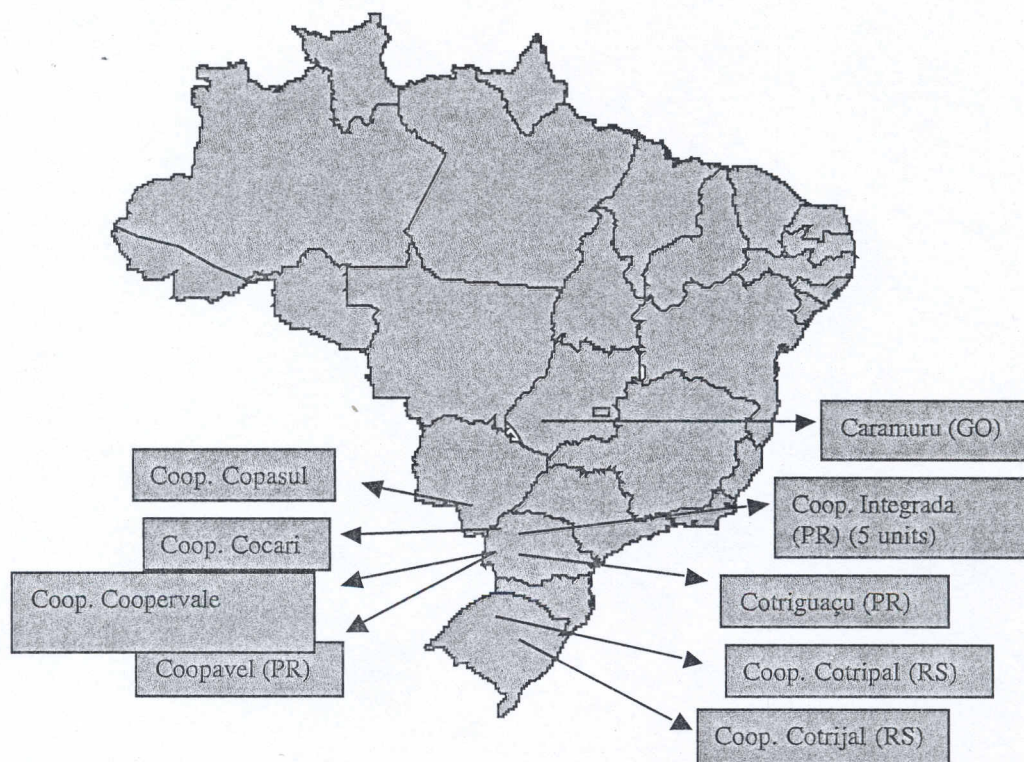 Caramuru (GO)
Coop. Copasul
Coop. Integrada
(PR) (5 units)
Coop. Cocari
Coop. Coopervale
Cotriguaçu (PR)
Coopavel (PR)
Coop. Cotripal (RS)
Coop. Cotrijal (RS)